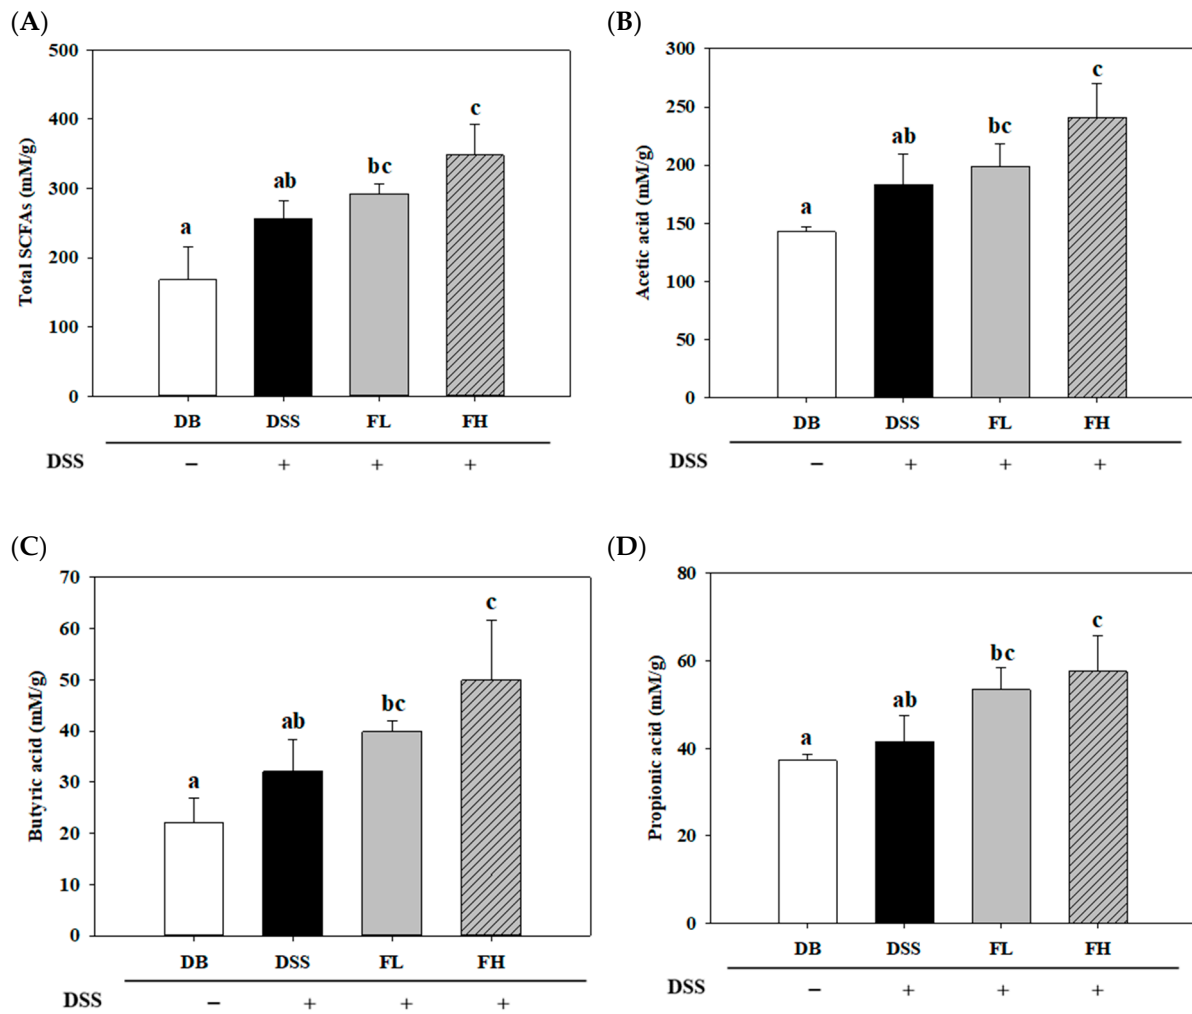 (A)
Total SCFAs (mM/g)
500
400
300
200
100
0
a
ab
bc
c
DB DSS FL FH
DSS − + + +
(B)
Acetic acid (mM/g)
300
250
200
150
100
50
0
a
ab
bc
c
DB DSS FL FH
DSS − + + +
(C)
Butyric acid (mM/g)
70
60
50
40
30
20
10
0
a
ab
bc
c
DB DSS FL FH
DSS − + + +
(D)
Propionic acid (mM/g)
80
60
40
20
0
a
ab
bc
c
DB DSS FL FH
DSS − + + +